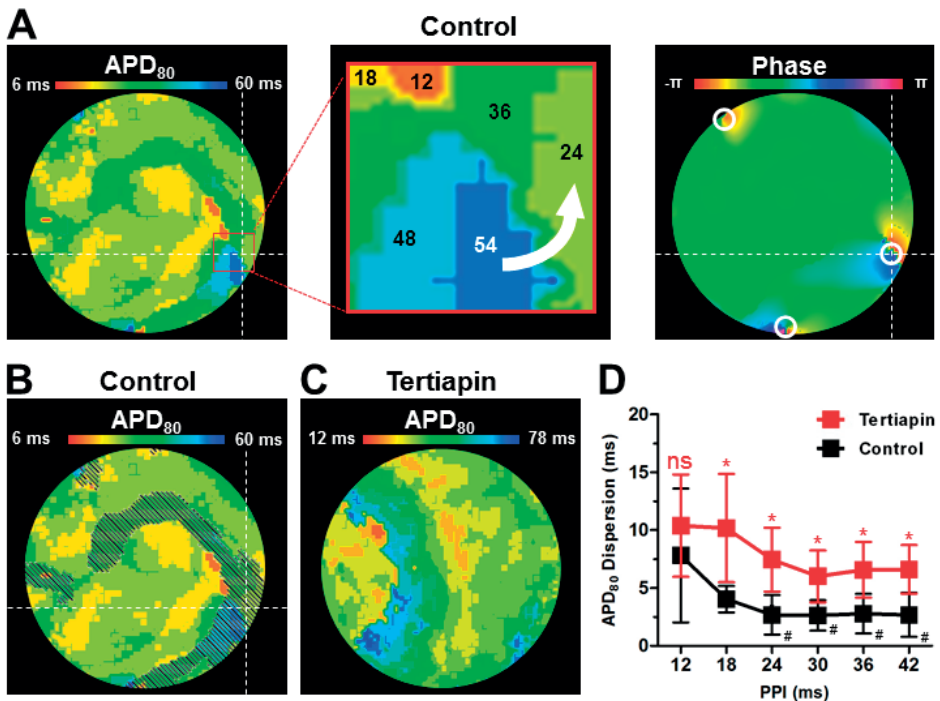 A
Control
APD80
6 ms
60 ms
18
12
36
24
48
54
Phase
-π
π
B
Control
APD80
6 ms
60 ms
C
Tertiapin
APD80
12 ms
78 ms
D
20
15
10
5
0
APD80 Dispersion (ms)
Tertiapin
Control
ns
*
*
*
*
*
#
#
#
#
12 18 24 30 36 42
PPI (ms)